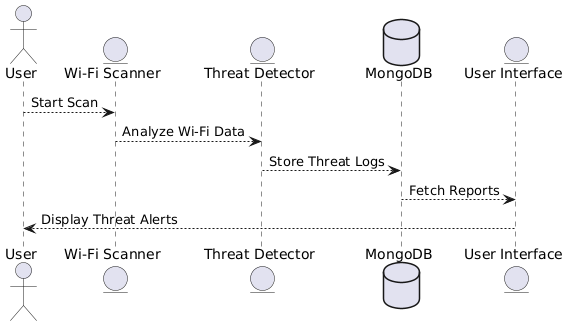 User Wi-Fi Scanner Threat Detector MongoDB User Interface
Start Scan
Analyze Wi-Fi Data
Store Threat Logs
Fetch Reports
Display Threat Alerts
User Wi-Fi Scanner Threat Detector MongoDB User Interface